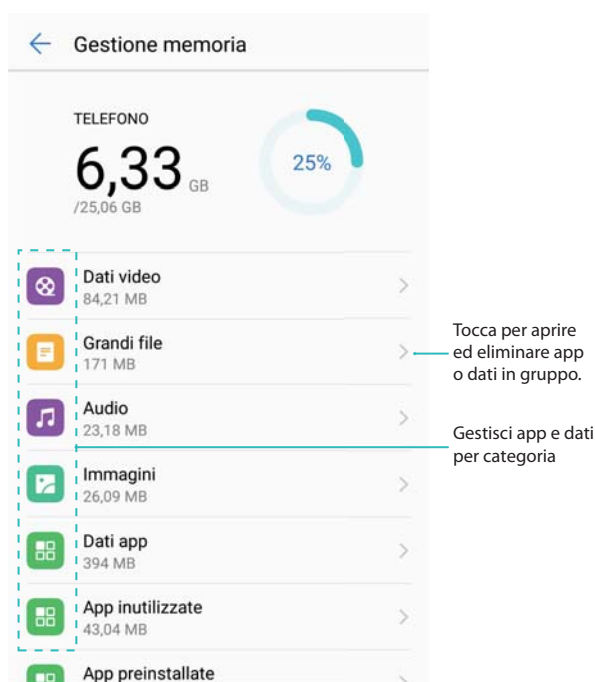 Gestione memoria
TELEFONO
6,33 GB
/25,06 GB
25%
Dati video
84,21 MB
Grandi file
171 MB
Audio
23,18 MB
Immagini
26,09 MB
Dati app
394 MB
App inutilizzate
43,04 MB
App preinstallate
Tocca per aprire
ed eliminare app
o dati in gruppo.
Gestisci app e dati
per categoria